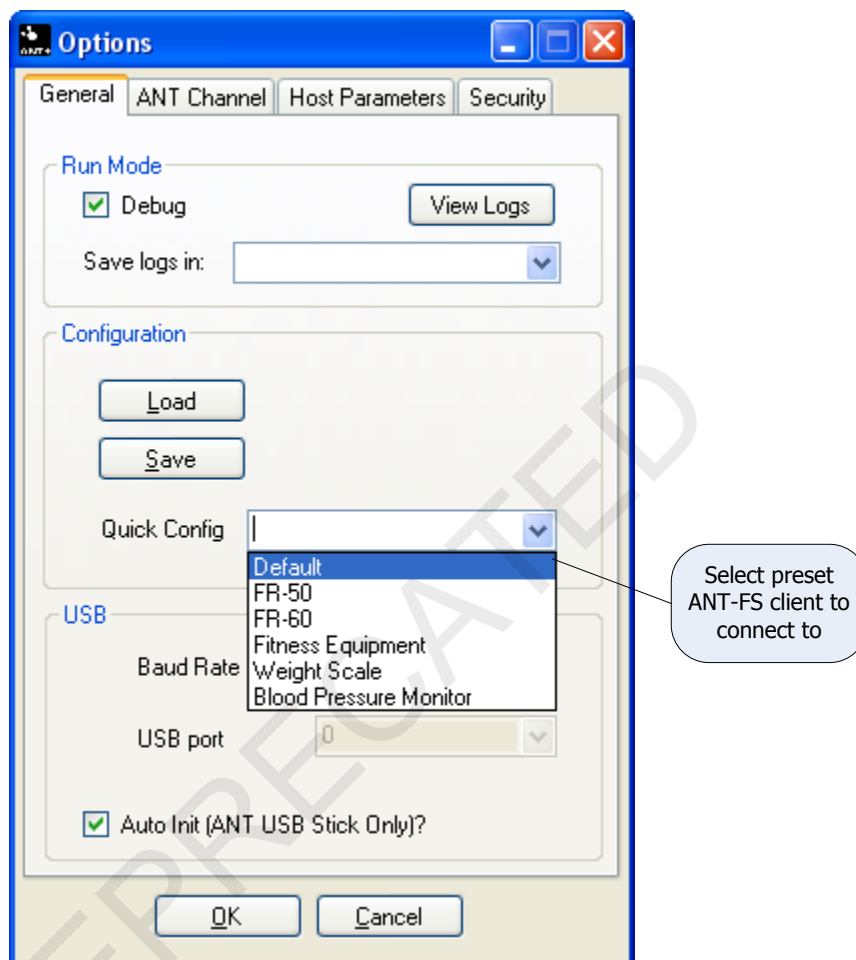 ANT+ Options
General ANT Channel Host Parameters Security
Run Mode
Debug View Logs
Save logs in:
Configuration
Load
Save
Quick Config
Default
FR-50
FR-60
Fitness Equipment
Weight Scale
Blood Pressure Monitor
Select preset
ANT-FS client to
connect to
USB
Baud Rate
USB port 0
Auto Init (ANT USB Stick Only)?
OK Cancel
EPRECATED